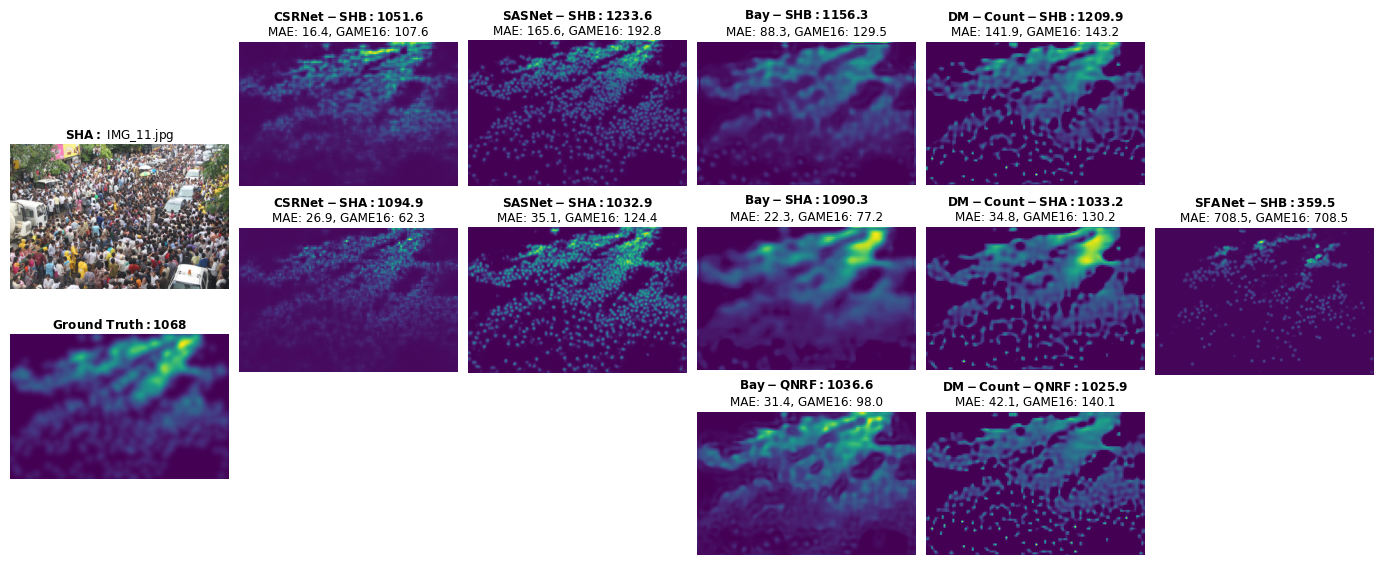 CSRNet−SHB: 1051.6
MAE: 16.4, GAME16: 107.6
SASNet−SHB: 1233.6
MAE: 165.6, GAME16: 192.8
Bay−SHB: 1156.3
MAE: 88.3, GAME16: 129.5
DM−Count−SHB: 1209.9
MAE: 141.9, GAME16: 143.2
SHA: IMG_11.jpg
CSRNet−SHA: 1094.9
MAE: 26.9, GAME16: 62.3
SASNet−SHA: 1032.9
MAE: 35.1, GAME16: 124.4
Bay−SHA: 1090.3
MAE: 22.3, GAME16: 77.2
DM−Count−SHA: 1033.2
MAE: 34.8, GAME16: 130.2
SFANet−SHB: 359.5
MAE: 708.5, GAME16: 708.5
Ground Truth: 1068
Bay−QNRF: 1036.6
MAE: 31.4, GAME16: 98.0
DM−Count−QNRF: 1025.9
MAE: 42.1, GAME16: 140.1